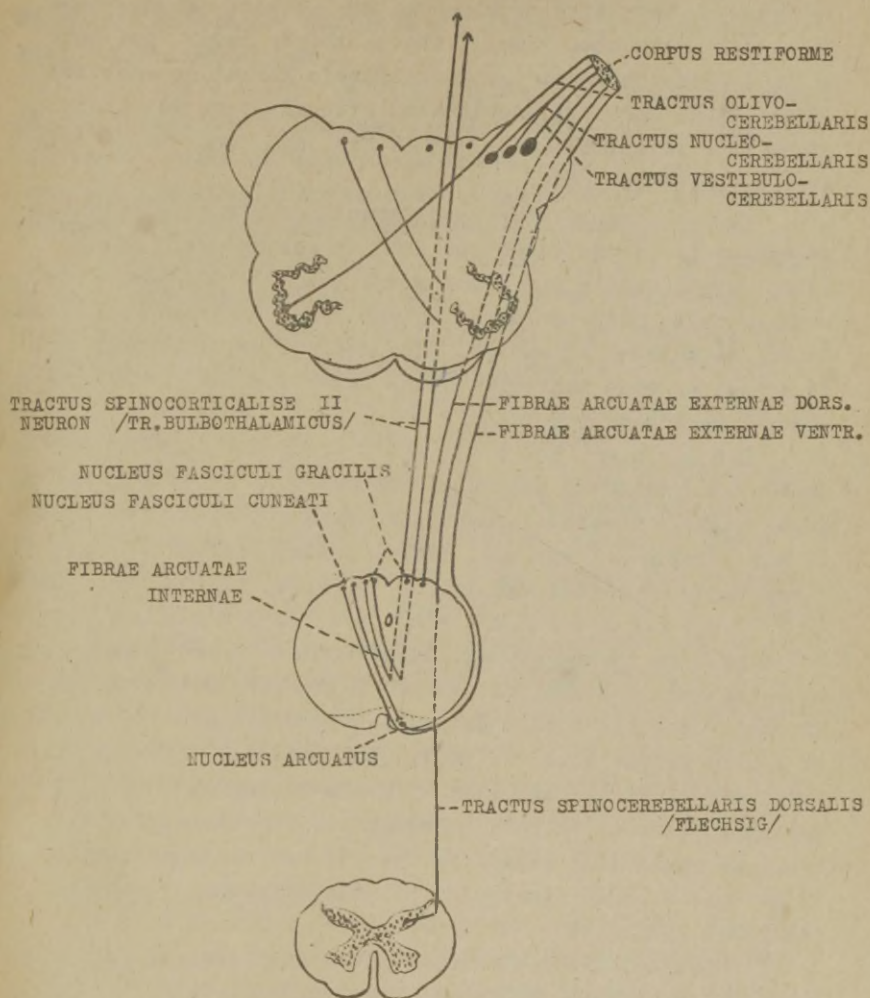 CORPUS RESTIFORME
TRACTUS OLIVO-
CEREBELLARIS
TRACTUS NUCLEO-
CEREBELLARIS
TRACTUS VESTIBULO-
CEREBELLARIS
TRACTUS SPINOCORTICALISE II
NEURON /TR.BULBOTHALAMICUS/
FIBRAE ARCUATAE EXTERNAE DORS.
FIBRAE ARCUATAE EXTERNAE VENTR.
NUCLEUS FASCICULI GRACILIS
NUCLEUS FASCICULI CUNEATI
FIBRAE ARCUATAE
INTERNAE
NUCLEUS ARCUATUS
TRACTUS SPINOCEREBELLARIS DORSALIS
/FLECHSIG/